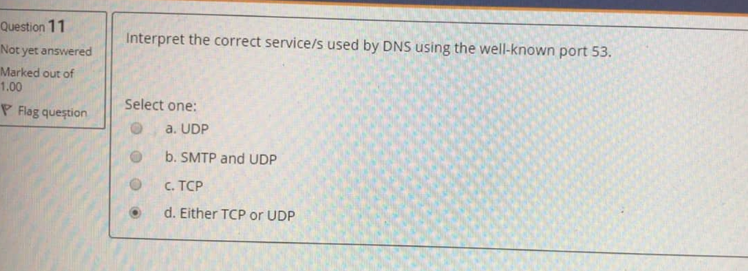 Question 11
Not yet answered
Marked out of
1.00
Flag question
Interpret the correct service/s used by DNS using the well-known port 53.
Select one:
a. UDP
b. SMTP and UDP
c. TCP
d. Either TCP or UDP